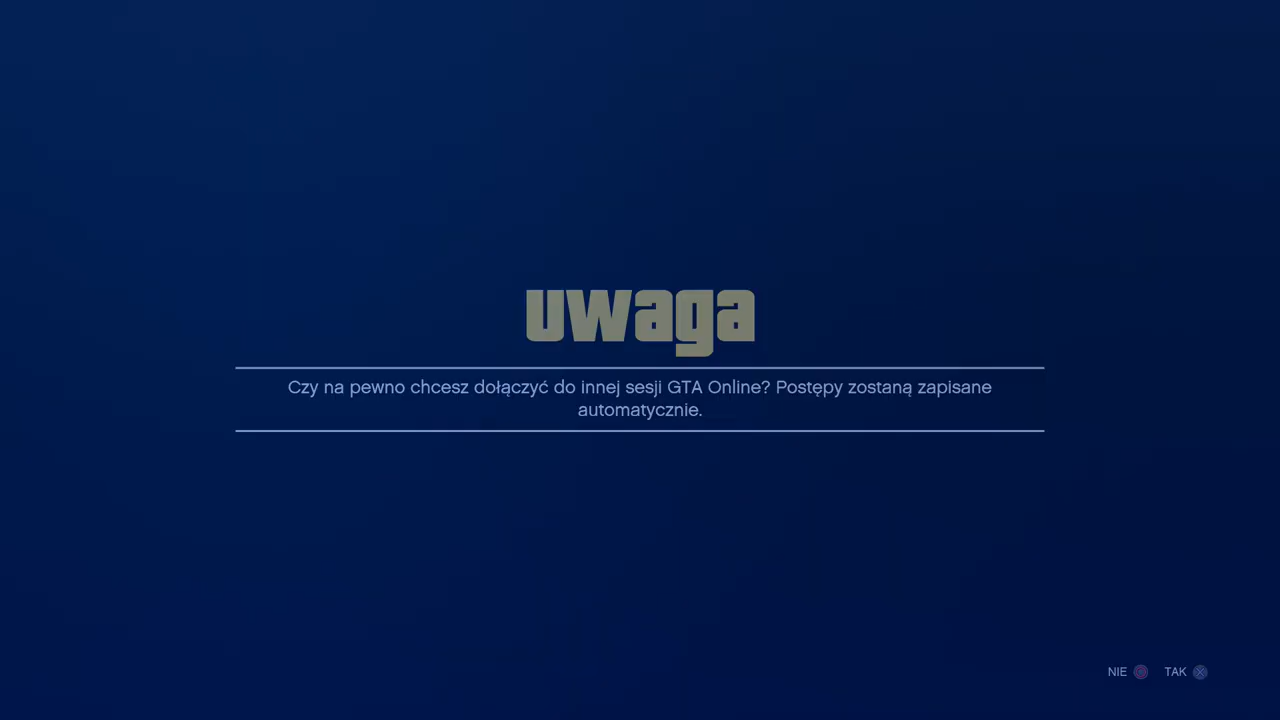 uwaga
Czy na pewno chcesz dołączyć do innej sesji GTA Online? Postępy zostaną zapisane
automatycznie.
NIE TAK